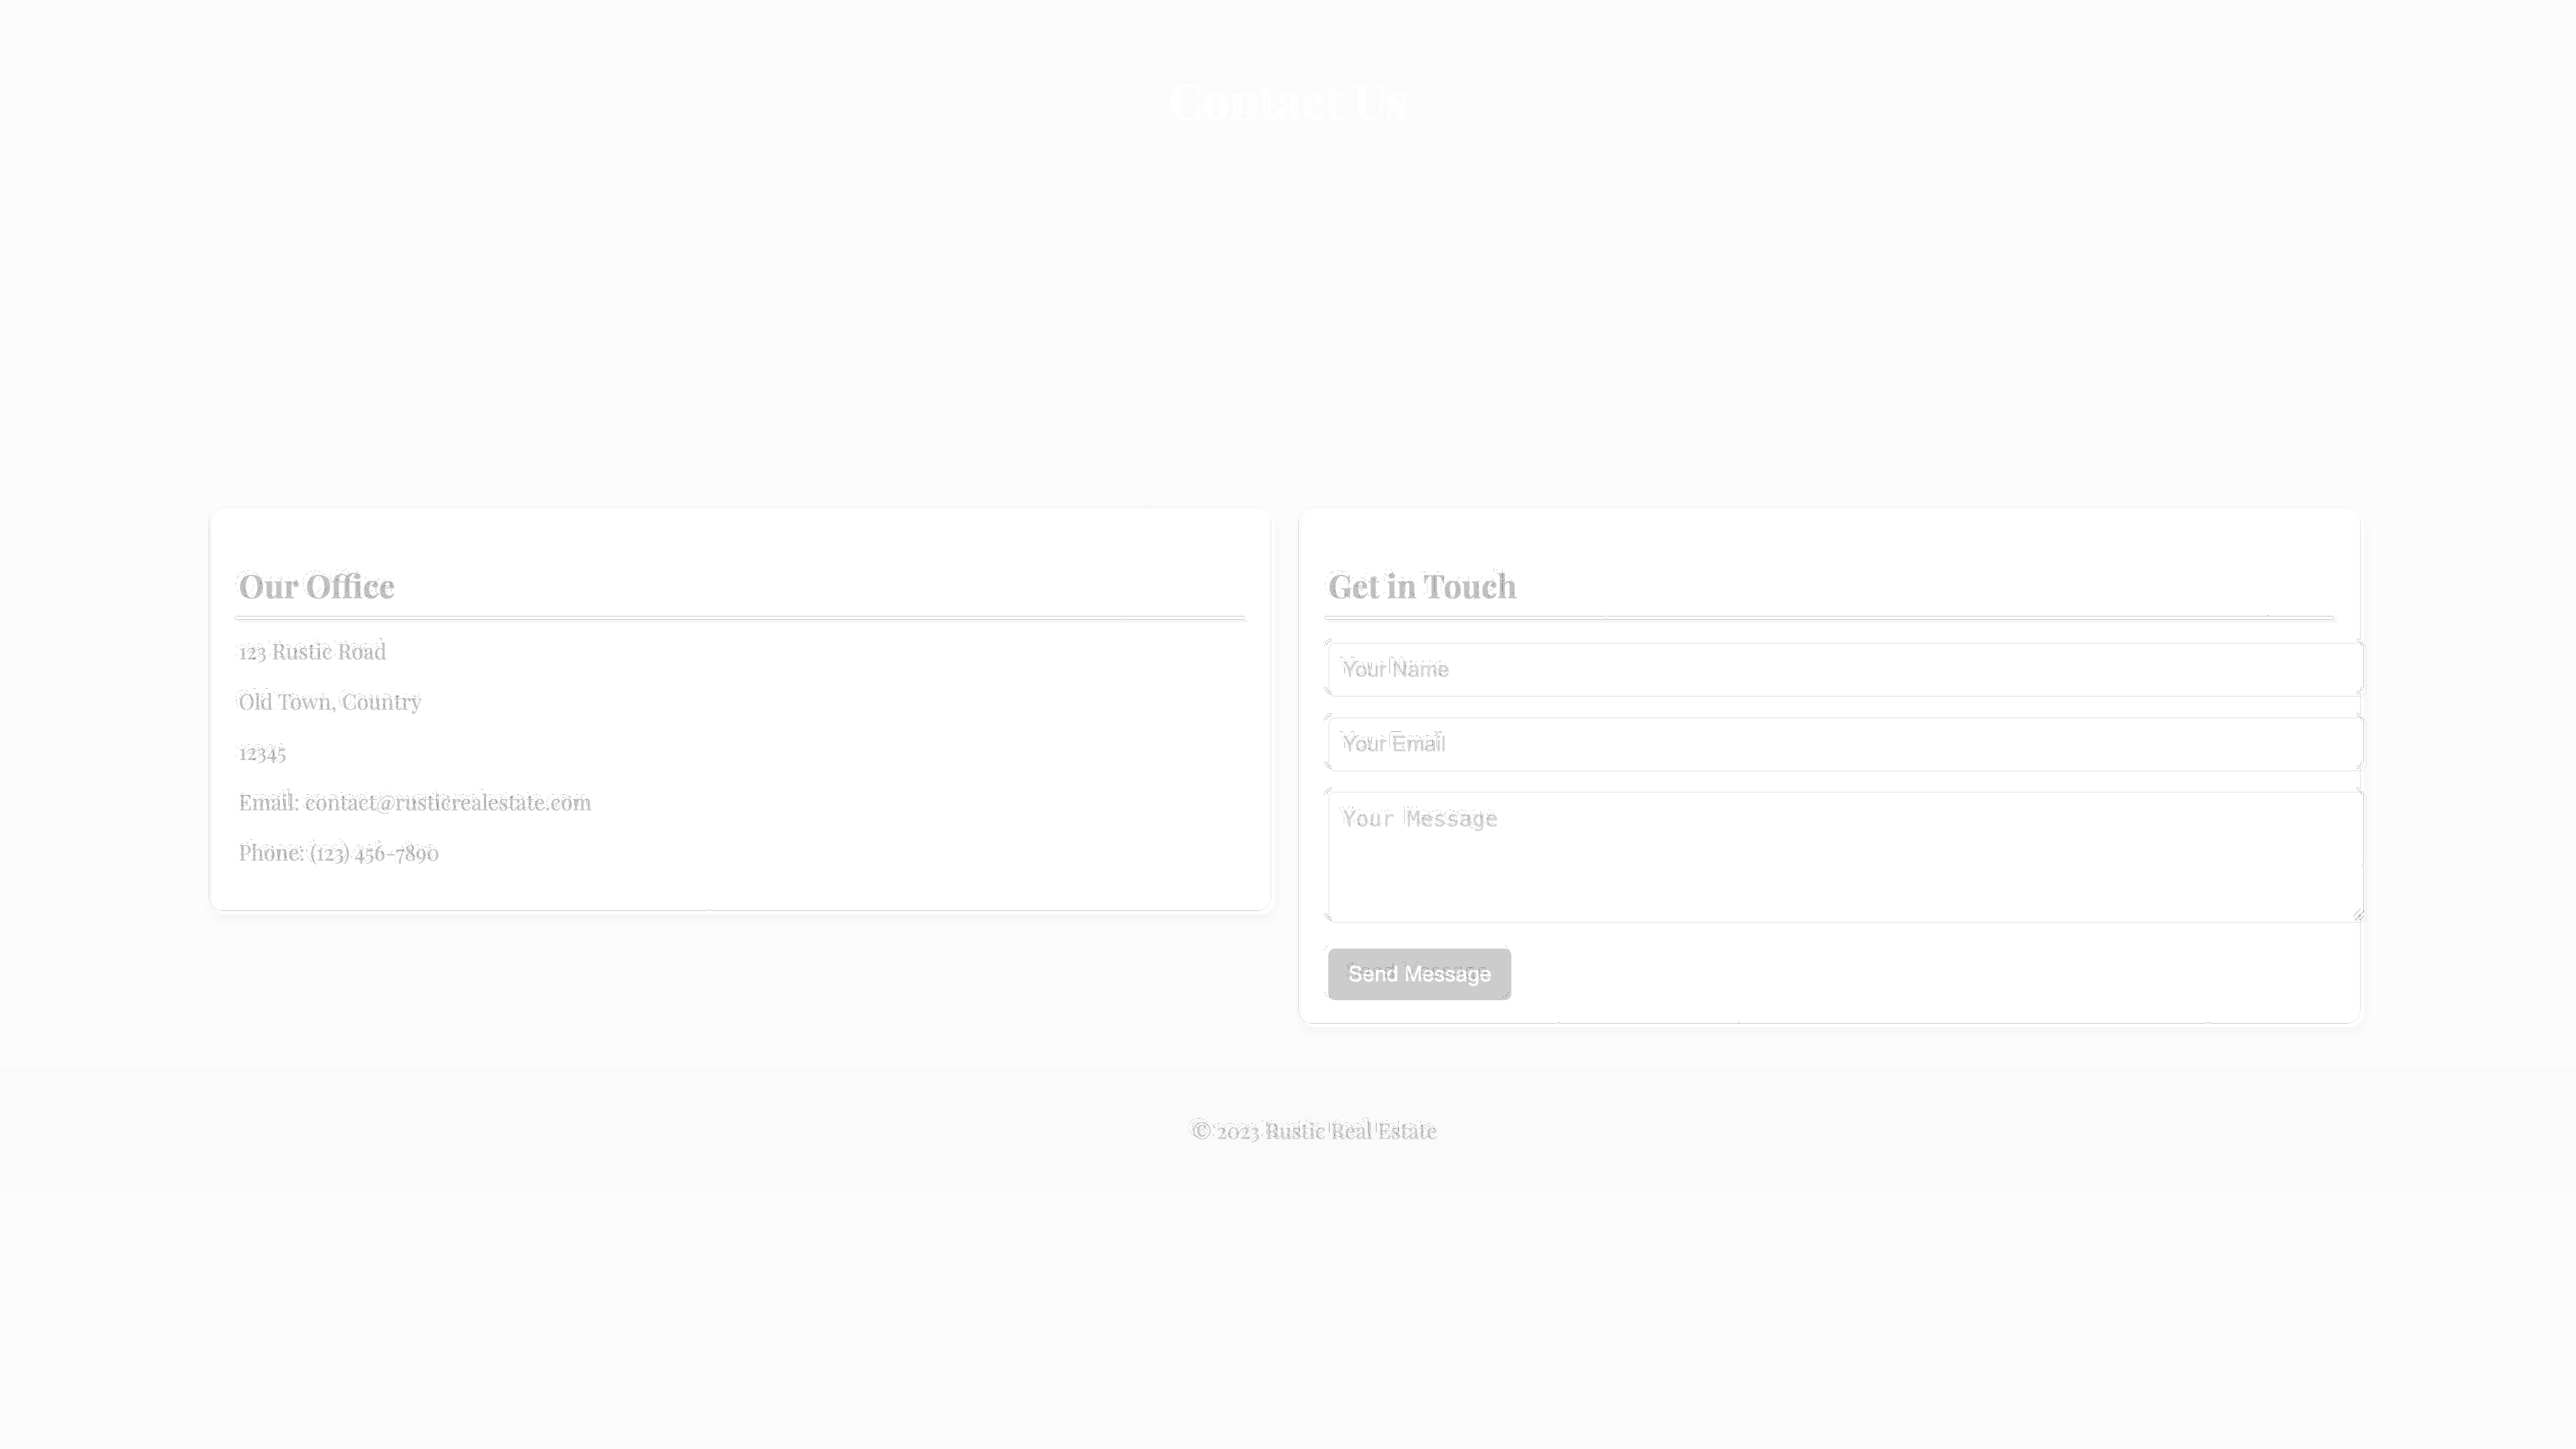 Contact Us
Our Office
123 Rustic Road
Old Town, Country
12345
Email: contact@rusticrealestate.com
Phone: (123) 456-7890
Get in Touch
Your Name
Your Email
Your Message
Send Message
© 2023 Rustic Real Estate